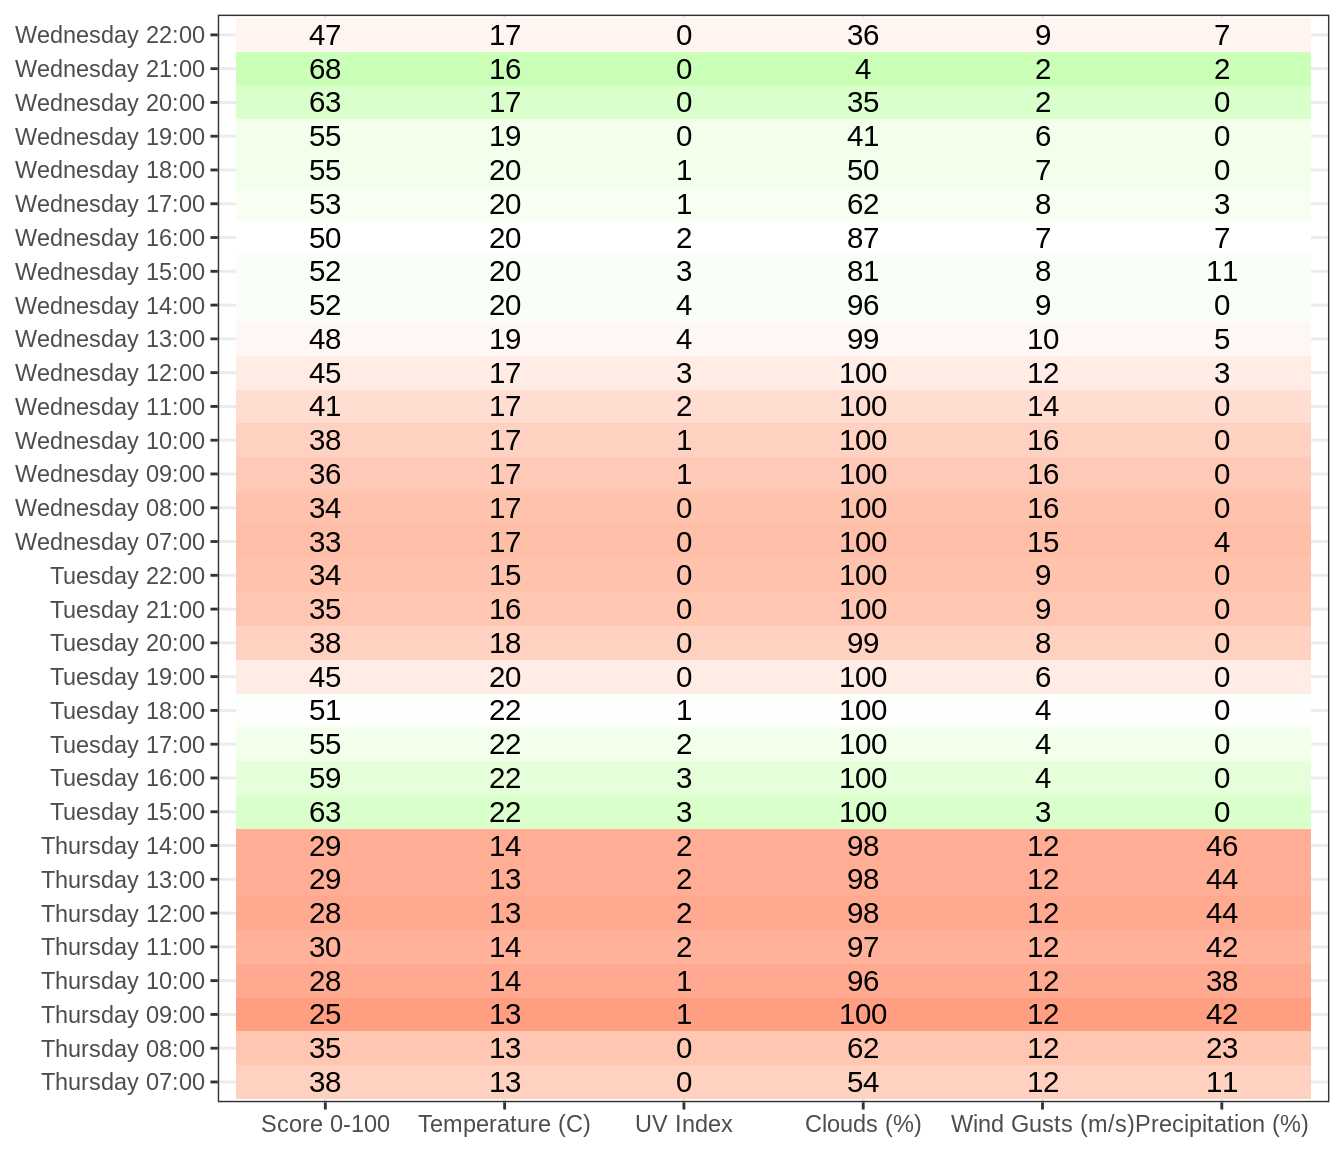 Wednesday 22:00 47 17 0 36 9 7
Wednesday 21:00 68 16 0 4 2 2
Wednesday 20:00 63 17 0 35 2 0
Wednesday 19:00 55 19 0 41 6 0
Wednesday 18:00 55 20 1 50 7 0
Wednesday 17:00 53 20 1 62 8 3
Wednesday 16:00 50 20 2 87 7 7
Wednesday 15:00 52 20 3 81 8 11
Wednesday 14:00 52 20 4 96 9 0
Wednesday 13:00 48 19 4 99 10 5
Wednesday 12:00 45 17 3 100 12 3
Wednesday 11:00 41 17 2 100 14 0
Wednesday 10:00 38 17 1 100 16 0
Wednesday 09:00 36 17 1 100 16 0
Wednesday 08:00 34 17 0 100 16 0
Wednesday 07:00 33 17 0 100 15 4
Tuesday 22:00 34 15 0 100 9 0
Tuesday 21:00 35 16 0 100 9 0
Tuesday 20:00 38 18 0 99 8 0
Tuesday 19:00 45 20 0 100 6 0
Tuesday 18:00 51 22 1 100 4 0
Tuesday 17:00 55 22 2 100 4 0
Tuesday 16:00 59 22 3 100 4 0
Tuesday 15:00 63 22 3 100 3 0
Thursday 14:00 29 14 2 98 12 46
Thursday 13:00 29 13 2 98 12 44
Thursday 12:00 28 13 2 98 12 44
Thursday 11:00 30 14 2 97 12 42
Thursday 10:00 28 14 1 96 12 38
Thursday 09:00 25 13 1 100 12 42
Thursday 08:00 35 13 0 62 12 23
Thursday 07:00 38 13 0 54 12 11
Score 0-100 Temperature (C) UV Index Clouds (%) Wind Gusts (m/s) Precipitation (%)